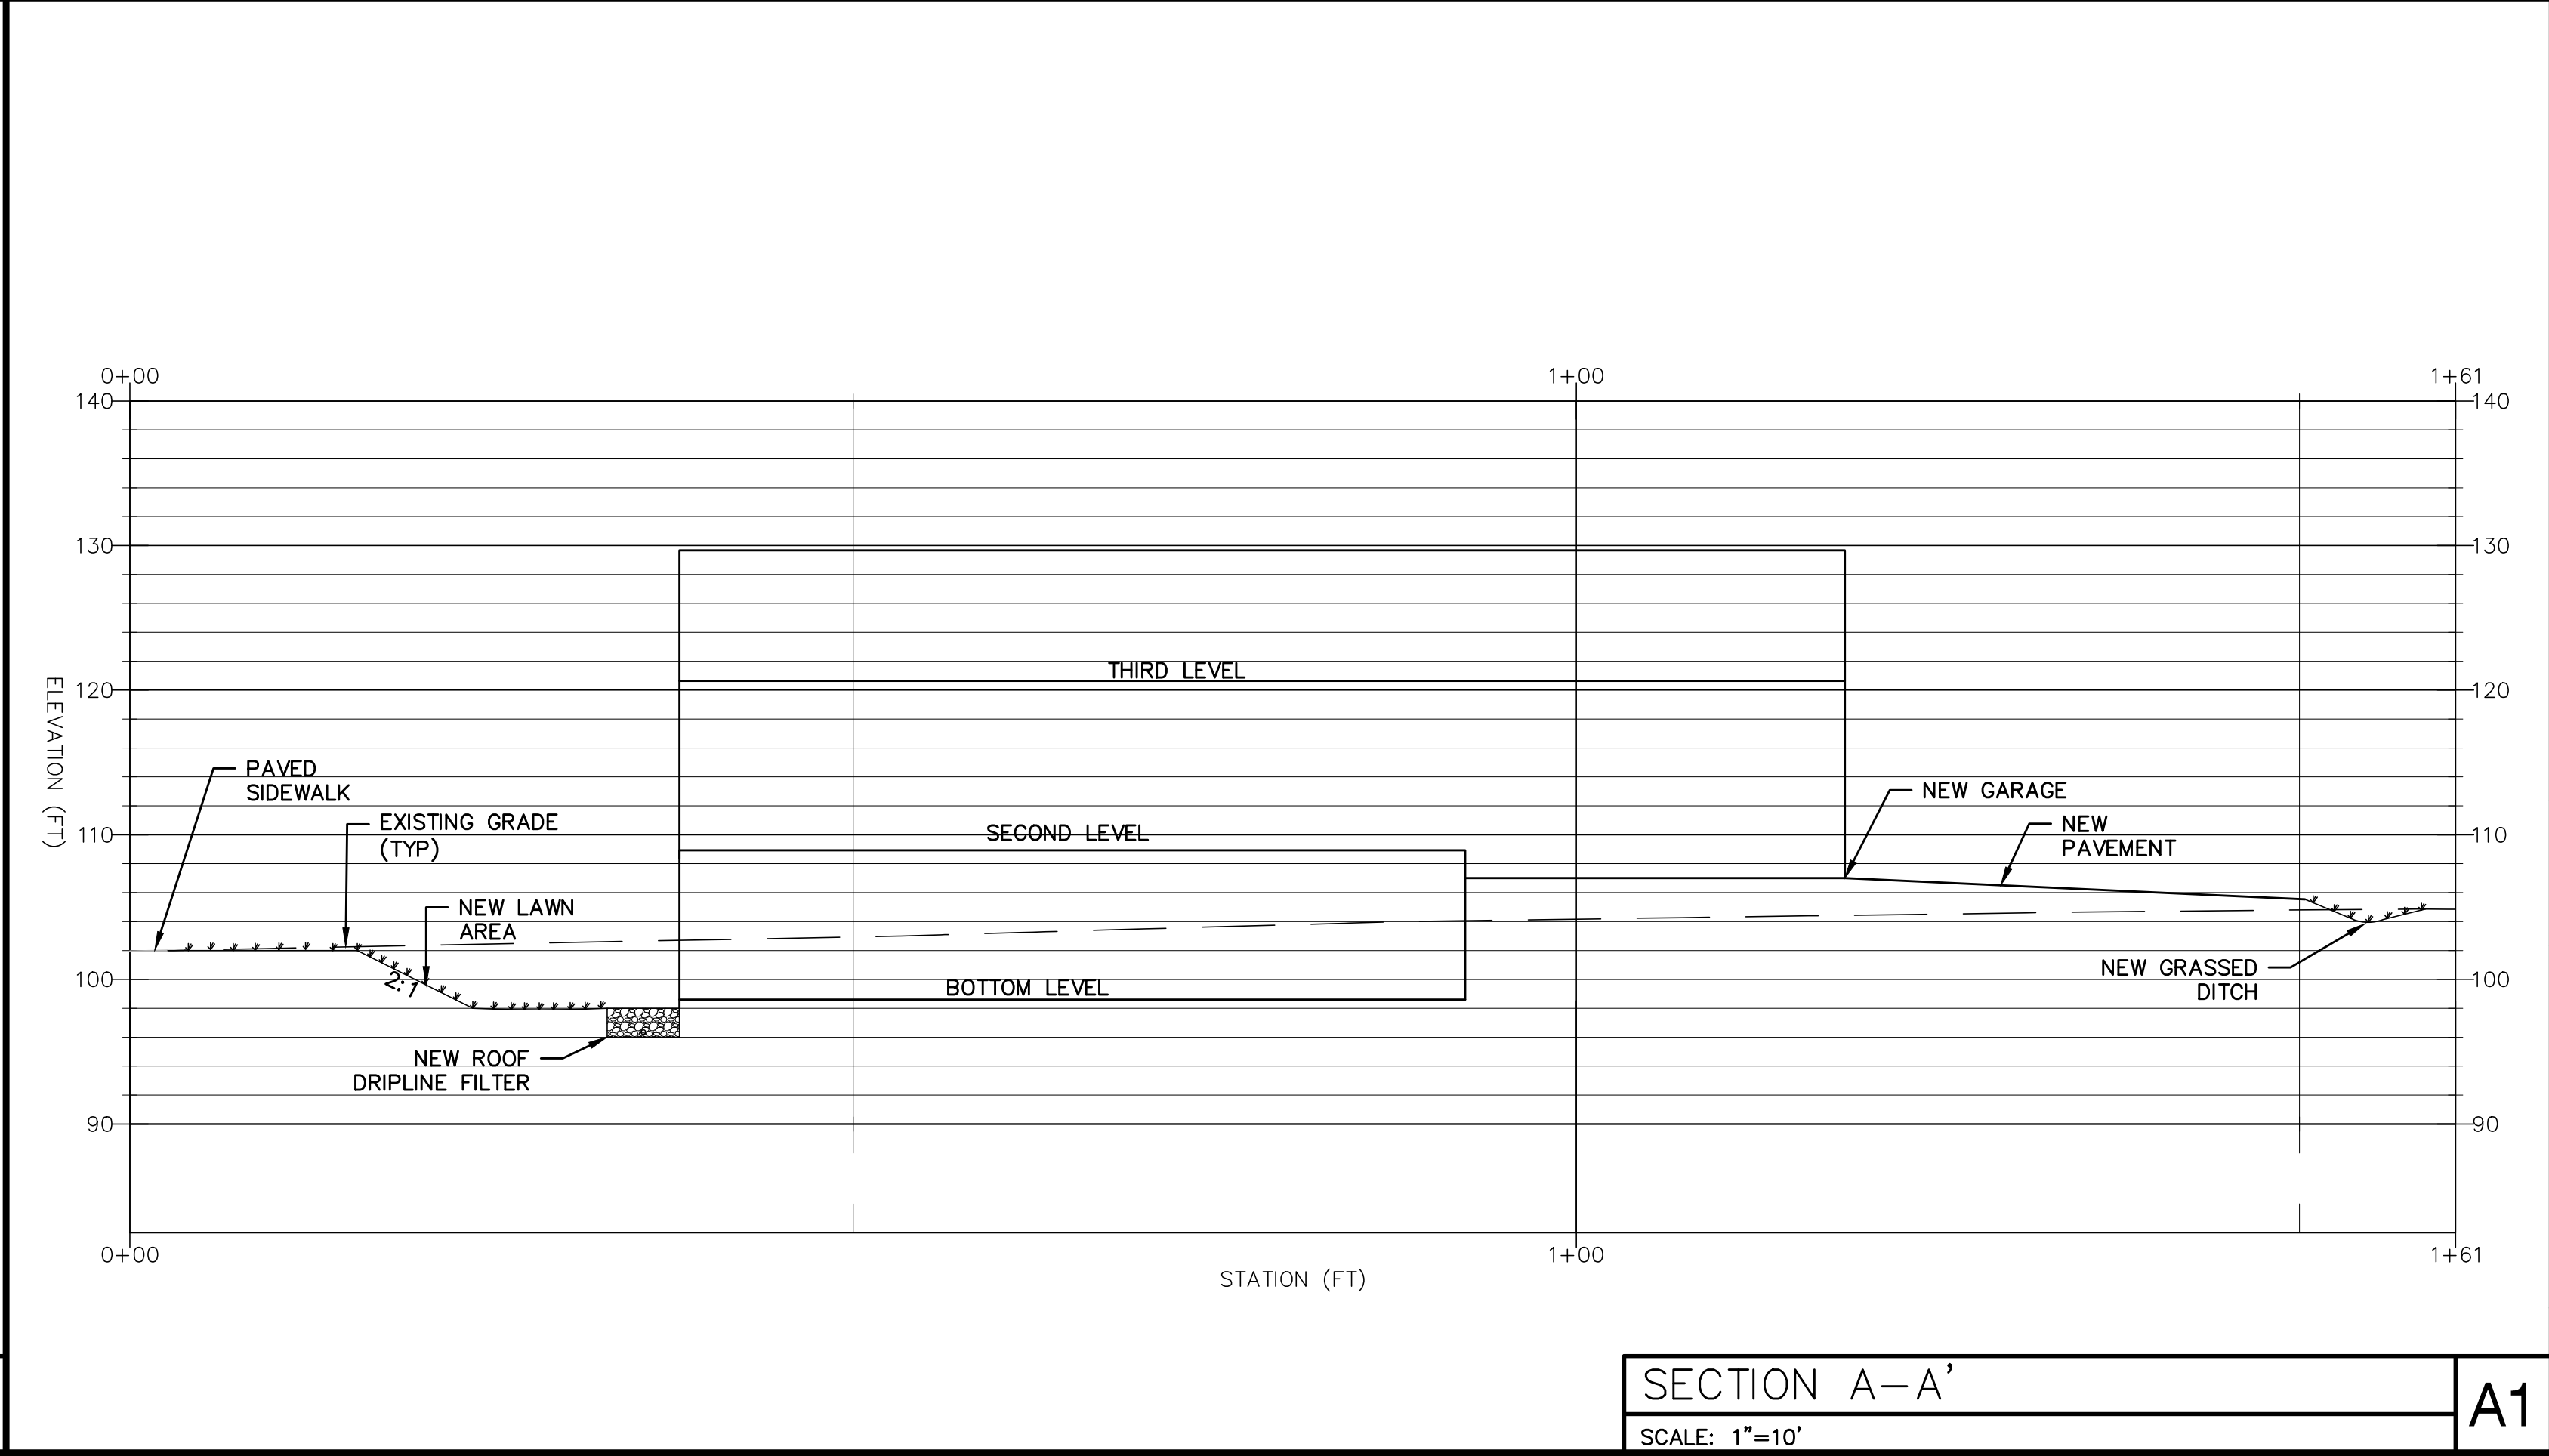 0+00
1+00
1+61
140
140
130
130
THIRD LEVEL
120
120
ELEVATION (FT)
PAVED
SIDEWALK
NEW GARAGE
EXISTING GRADE
(TYP)
NEW
PAVEMENT
110
SECOND LEVEL
110
NEW LAWN
AREA
100
2:1
BOTTOM LEVEL
NEW GRASSED
DITCH
100
NEW ROOF
DRIPLINE FILTER
90
90
0+00
1+00
1+61
STATION (FT)
SECTION A-A'
A1
SCALE: 1"=10'